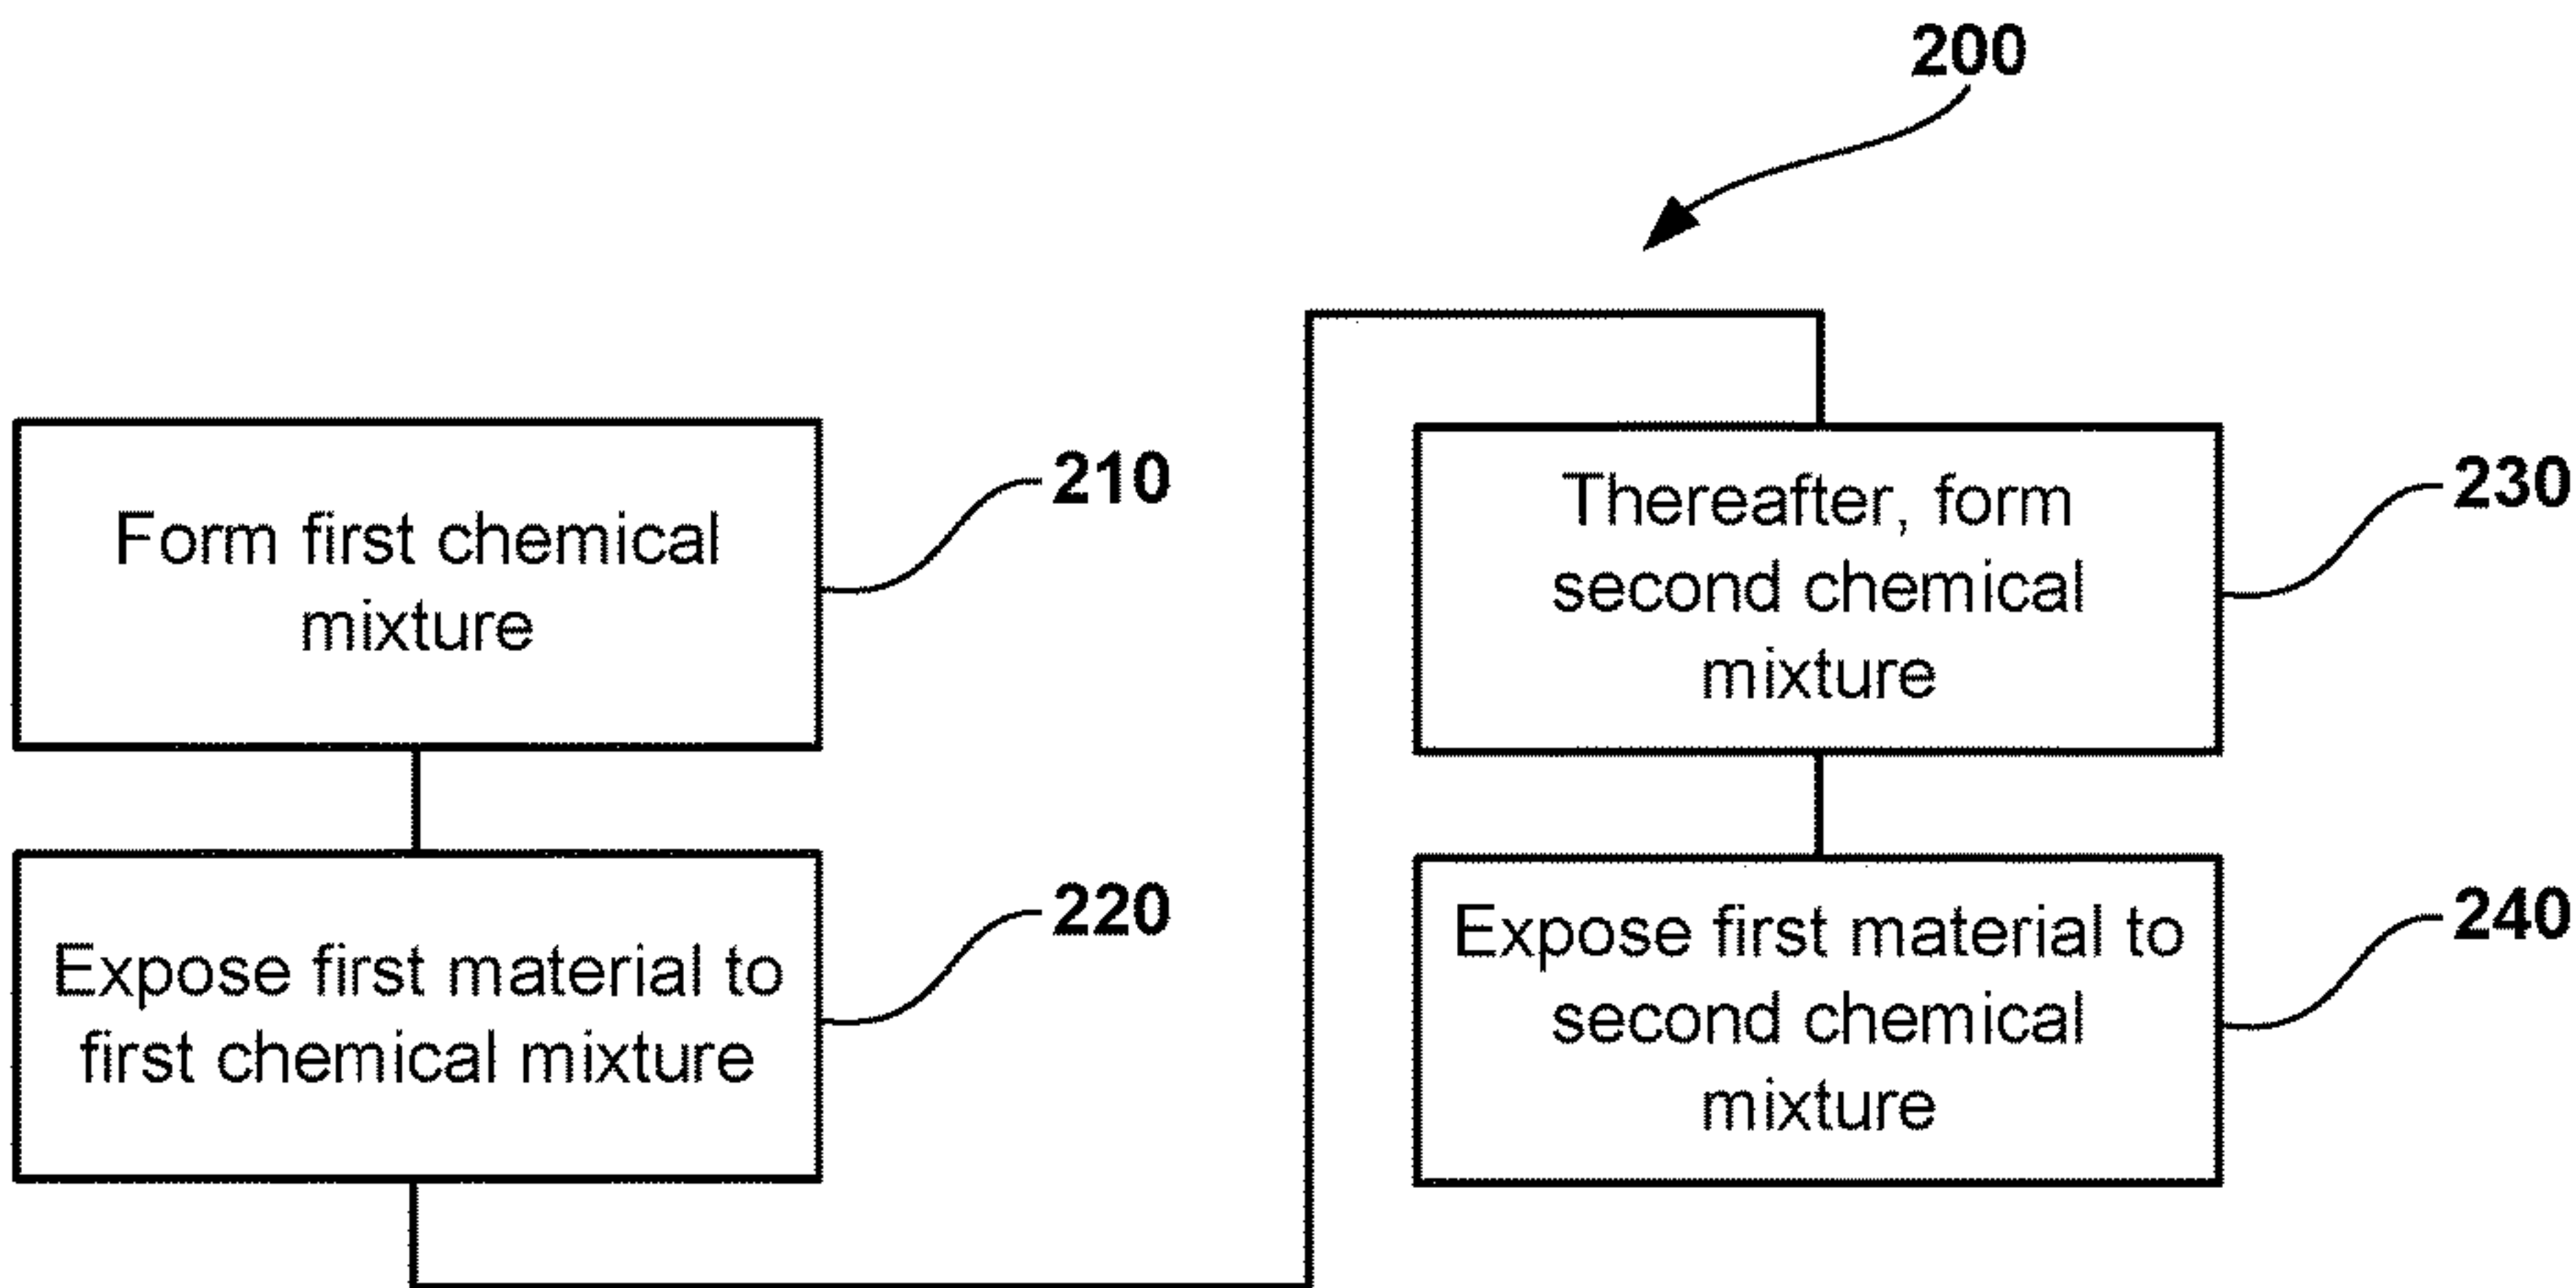 200
Form first chemical
mixture
210
Expose first material to
first chemical mixture
220
Thereafter, form
second chemical
mixture
230
Expose first material to
second chemical
mixture
240